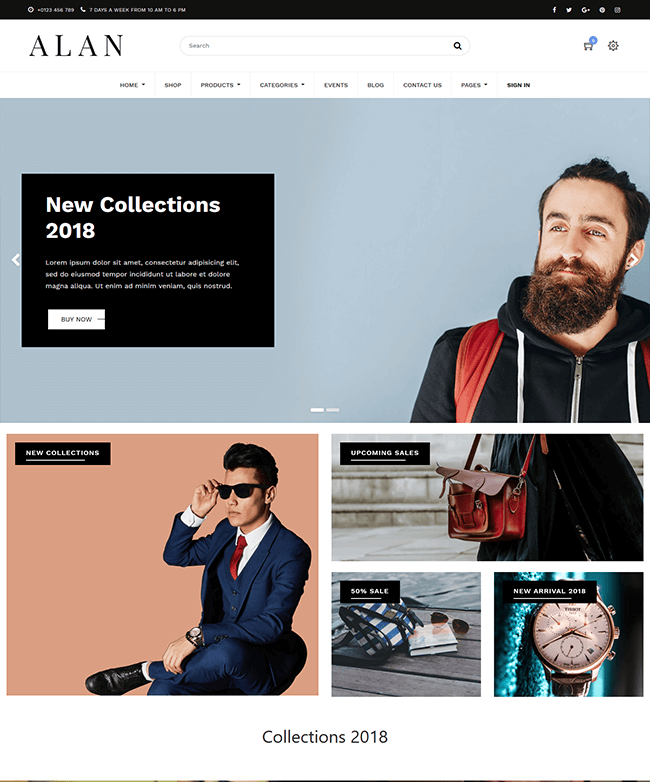 +0123 456 789 7 DAYS A WEEK FROM 10 AM TO 6 PM
ALAN
Search
0
HOME SHOP PRODUCTS CATEGORIES EVENTS BLOG CONTACT US PAGES SIGN IN
New Collections
2018
Lorem ipsum dolor sit amet, consectetur adipisicing elit,
sed do eiusmod tempor incididunt ut labore et dolore
magna aliqua. Ut enim ad minim veniam, quis nostrud.
BUY NOW
NEW COLLECTIONS
UPCOMING SALES
50% SALE
NEW ARRIVAL 2018
TISSOT
Collections 2018